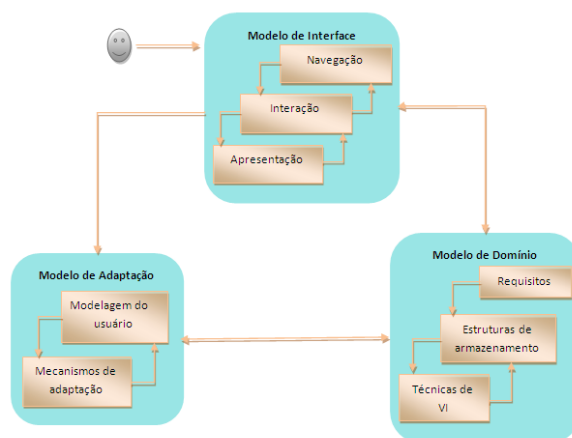 Modelo de Interface
Navegação
Interação
Apresentação
Modelo de Adaptação
Modelagem do
usuário
Mecanismos de
adaptação
Modelo de Domínio
Requisitos
Estruturas de
armazenamento
Técnicas de
VI